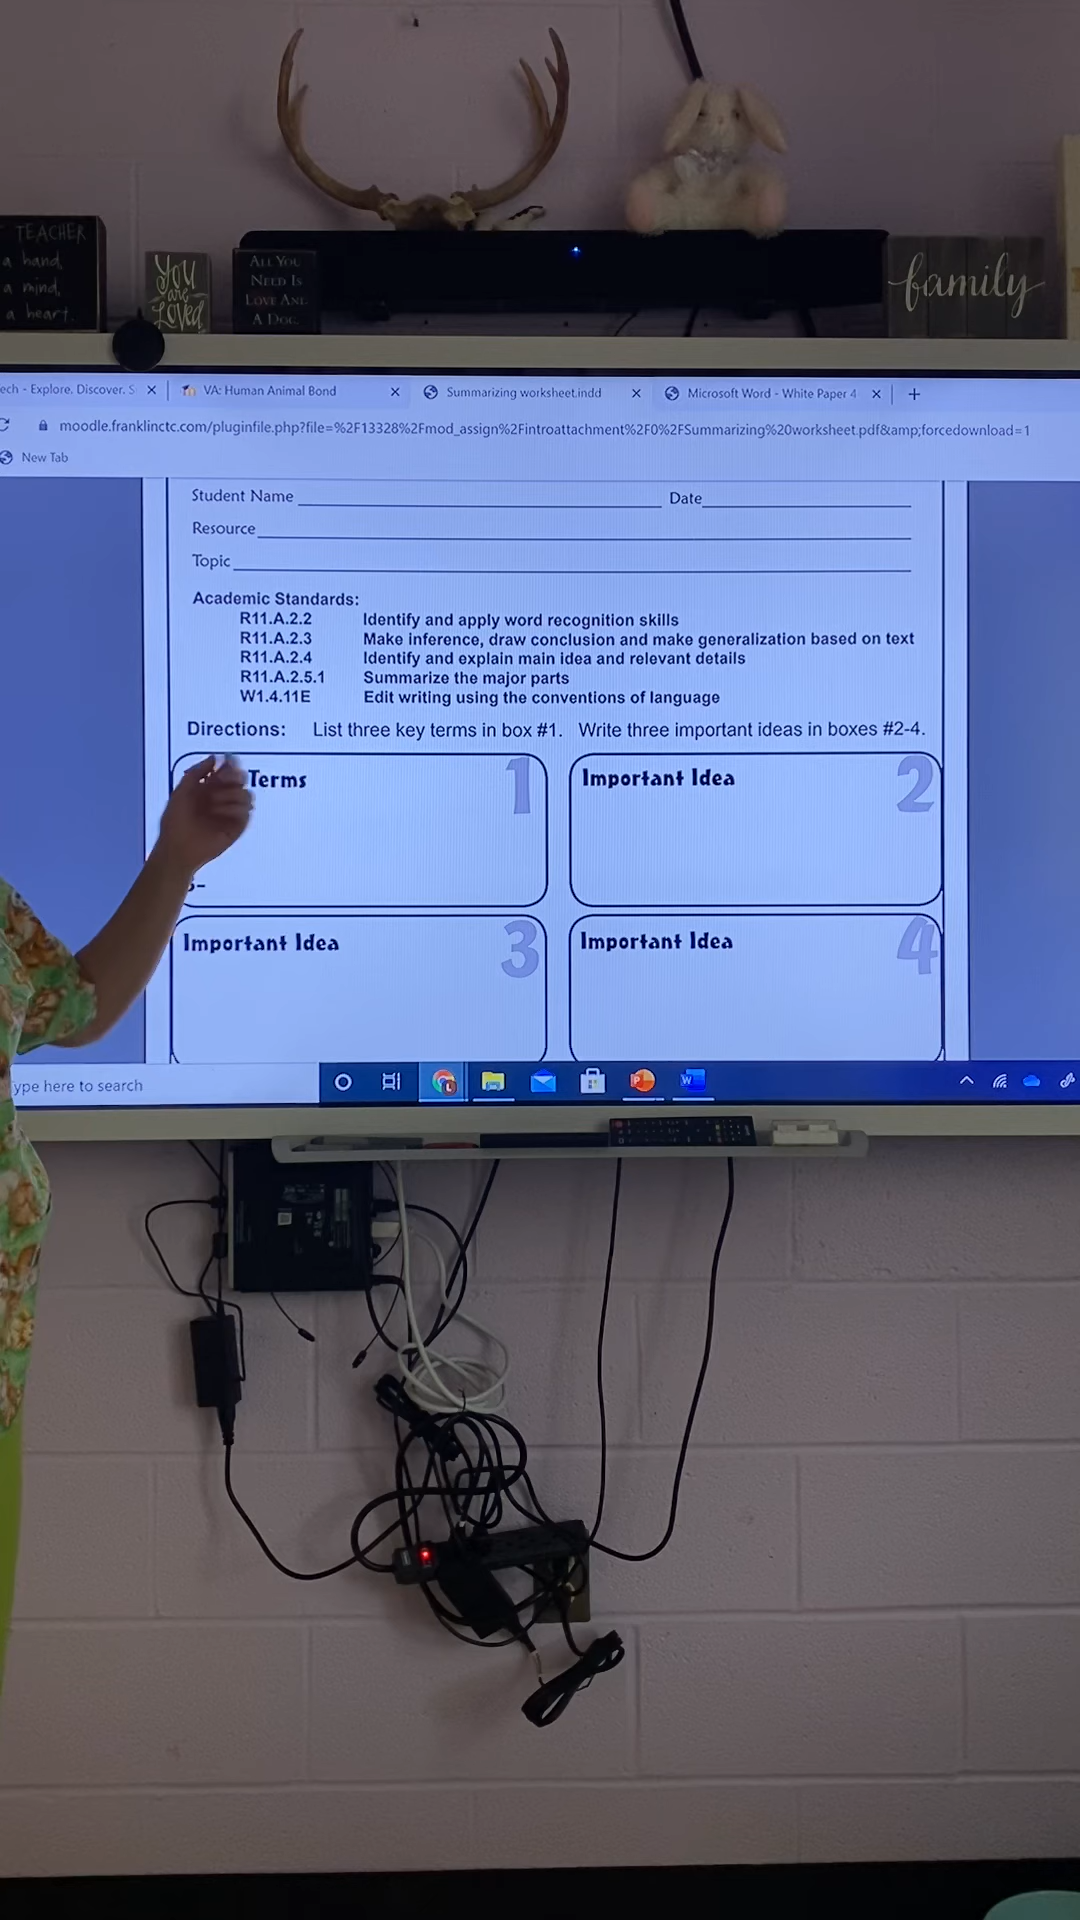 TEACHER
a hand,
a mind,
a heart.
You
are
Loved
ALL YOU
NEED IS
LOVE AND
A DOG.
family
ech - Explore. Discover. S
VA: Human Animal Bond
Summarizing worksheet.indd
Microsoft Word - White Paper 4
moodle.franklinctc.com/pluginfile.php?file=%2F13328%2Fmod_assign%2Fintroattachment%2F0%2FSummarizing%20worksheet.pdf&amp;forcedownload=1
New Tab
Student Name Date
Resource
Topic
Academic Standards:
R11.A.2.2 Identify and apply word recognition skills
R11.A.2.3 Make inference, draw conclusion and make generalization based on text
R11.A.2.4 Identify and explain main idea and relevant details
R11.A.2.5.1 Summarize the major parts
W1.4.11E Edit writing using the conventions of language
Directions: List three key terms in box #1. Write three important ideas in boxes #2-4.
Terms 1
Important Idea 2
3-
Important Idea 3
Important Idea 4
ype here to search